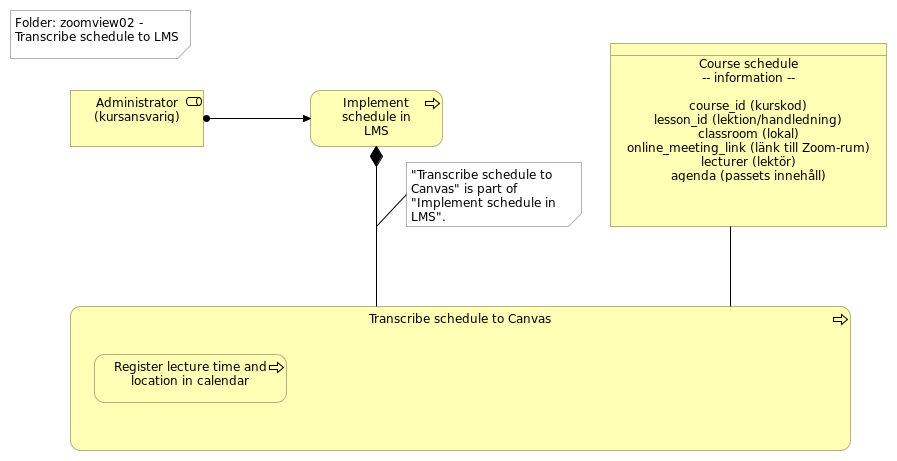 Folder: zoomview02 -
Transcribe schedule to LMS
Administrator
(kursansvarig)
Implement
schedule in
LMS
Course schedule
-- information --
course_id (kurskod)
lesson_id (lektion/handledning)
classroom (lokal)
online_meeting_link (länk till Zoom-rum)
lecturer (lektör)
agenda (passets innehåll)
"Transcribe schedule to
Canvas" is part of
"Implement schedule in
LMS".
Transcribe schedule to Canvas
Register lecture time and
location in calendar